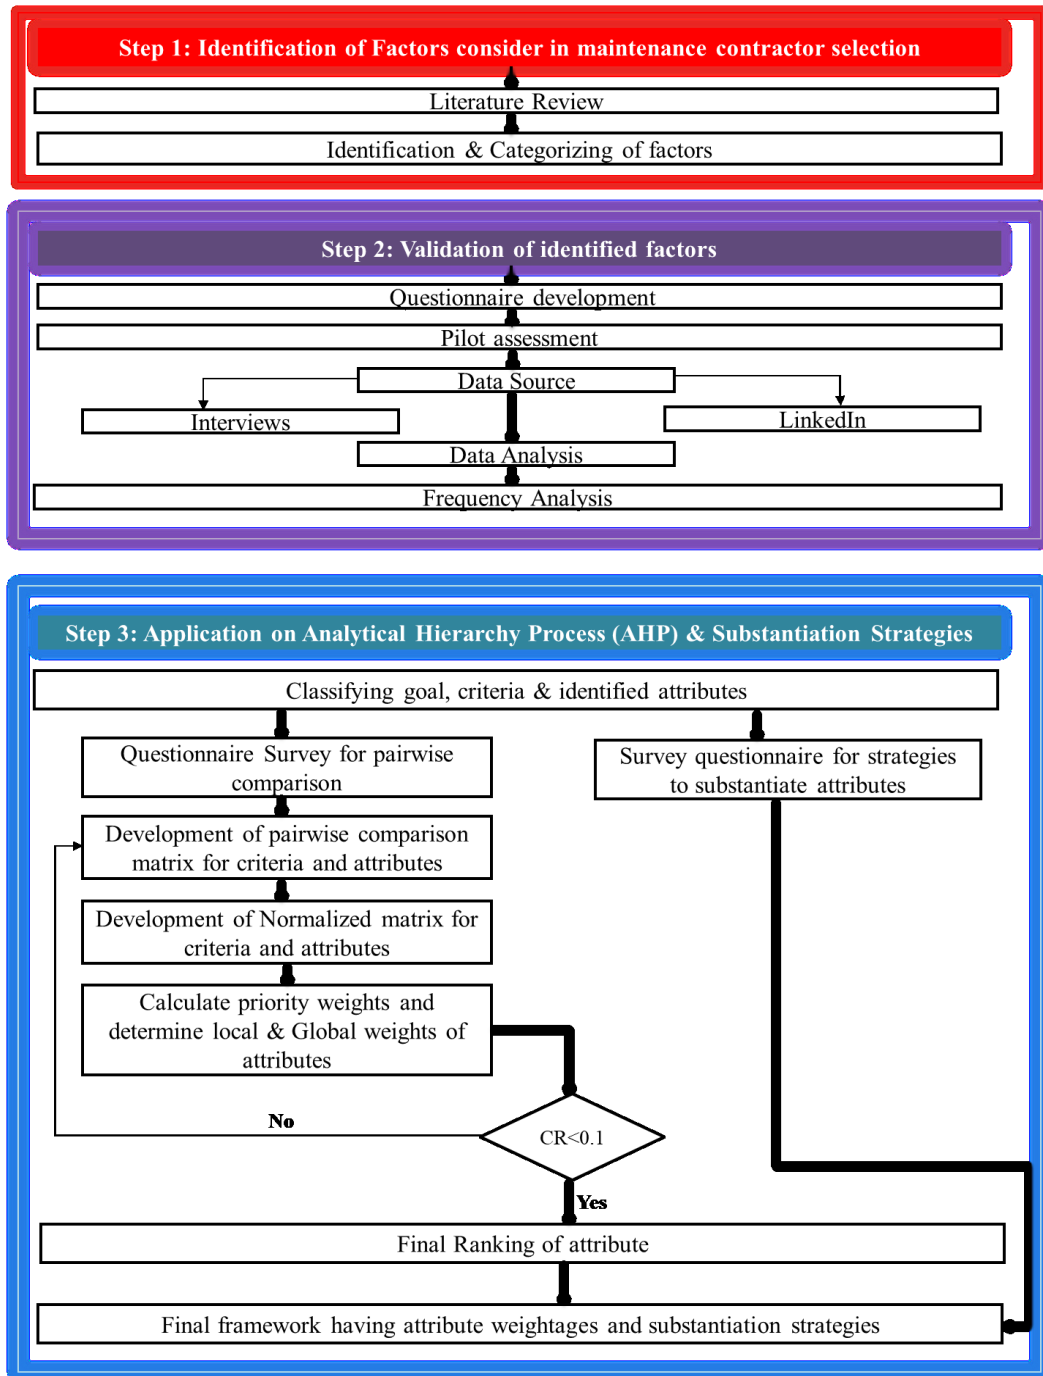 Step 1: Identification of Factors consider in maintenance contractor selection
Literature Review
Identification & Categorizing of factors
Step 2: Validation of identified factors
Questionnaire development
Pilot assessment
Data Source
Interviews
LinkedIn
Data Analysis
Frequency Analysis
Step 3: Application on Analytical Hierarchy Process (AHP) & Substantiation Strategies
Classifying goal, criteria & identified attributes
Questionnaire Survey for pairwise
comparison
Survey questionnaire for strategies
to substantiate attributes
Development of pairwise comparison
matrix for criteria and attributes
Development of Normalized matrix for
criteria and attributes
Calculate priority weights and
determine local & Global weights of
attributes
No
CR<0.1
Yes
Final Ranking of attribute
Final framework having attribute weightages and substantiation strategies